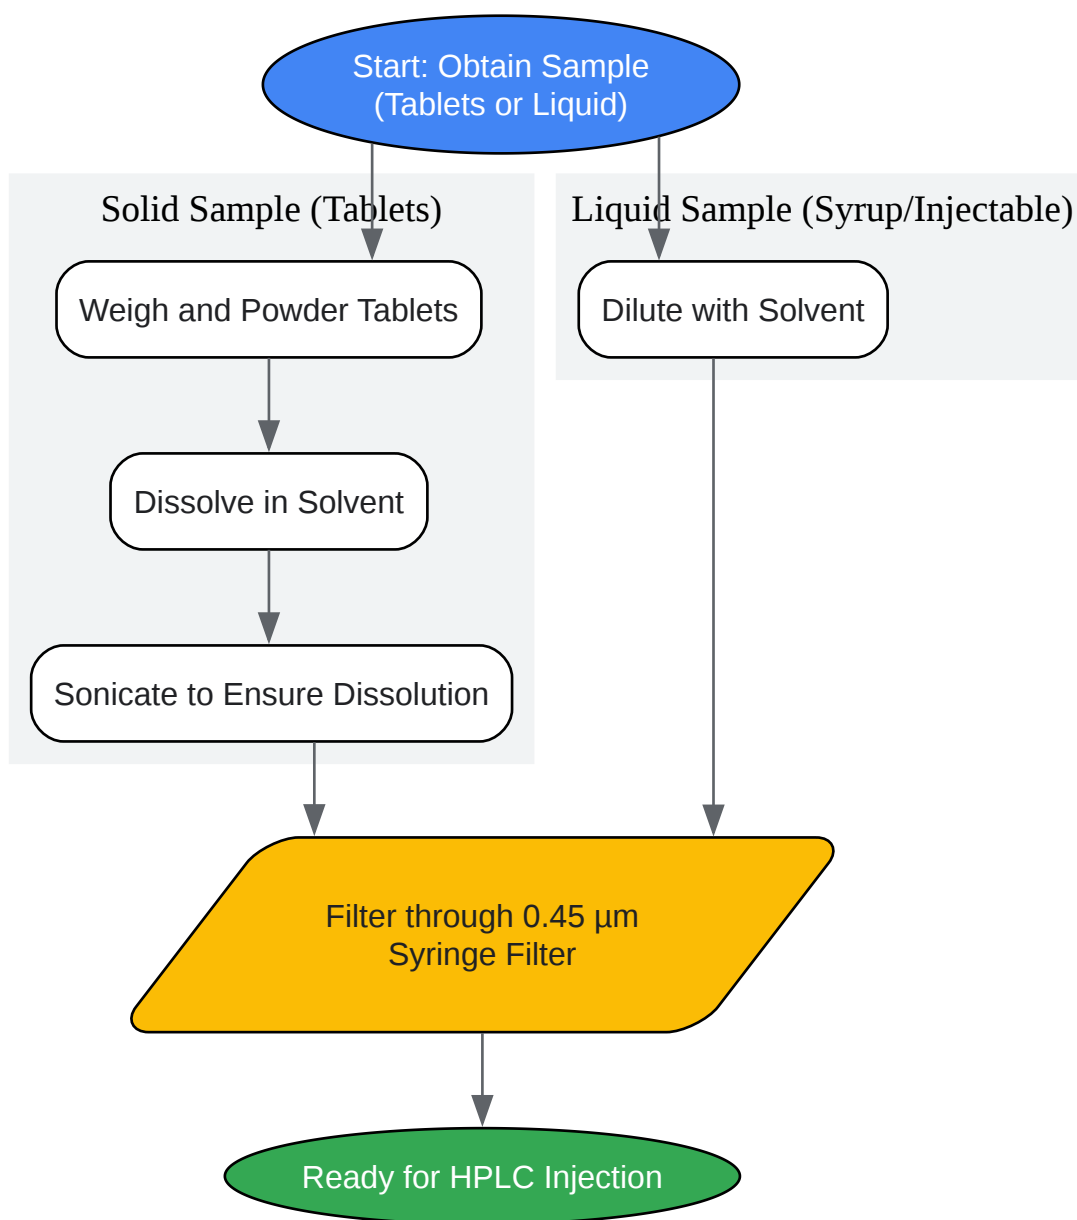 Start: Obtain Sample
(Tablets or Liquid)
Solid Sample (Tablets)
Liquid Sample (Syrup/Injectable)
Weigh and Powder Tablets
Dilute with Solvent
Dissolve in Solvent
Sonicate to Ensure Dissolution
Filter through 0.45 µm
Syringe Filter
Ready for HPLC Injection